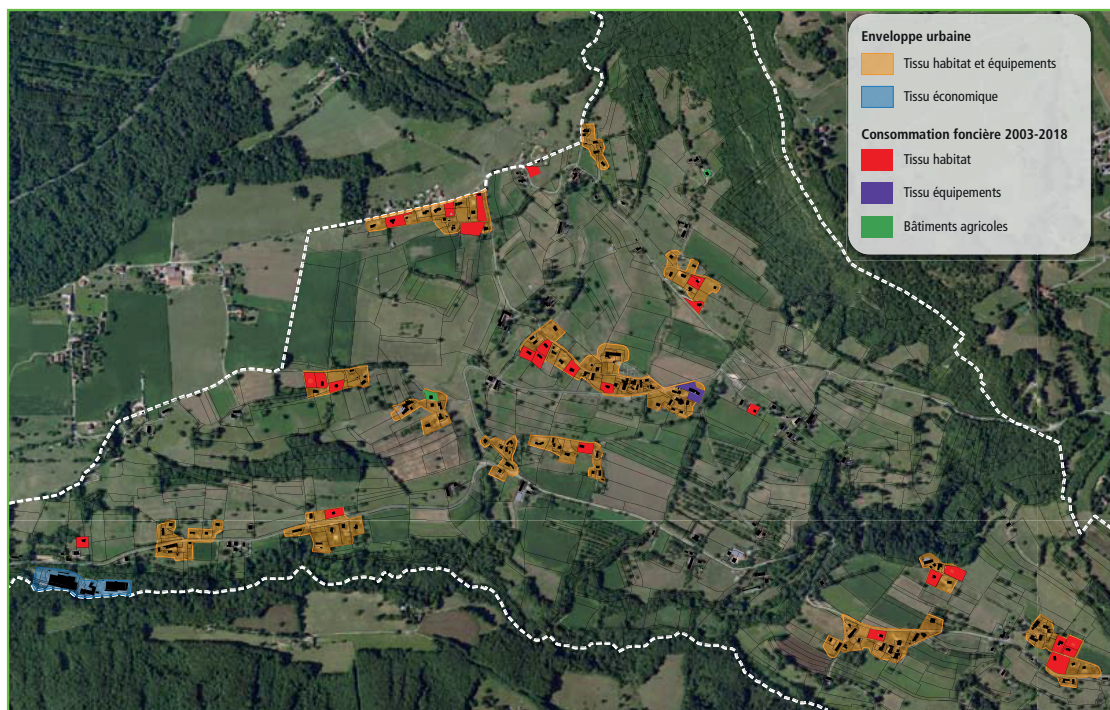 Enveloppe urbaine
Tissu habitat et équipements
Tissu économique
Consommation foncière 2003-2018
Tissu habitat
Tissu équipements
Bâtiments agricoles